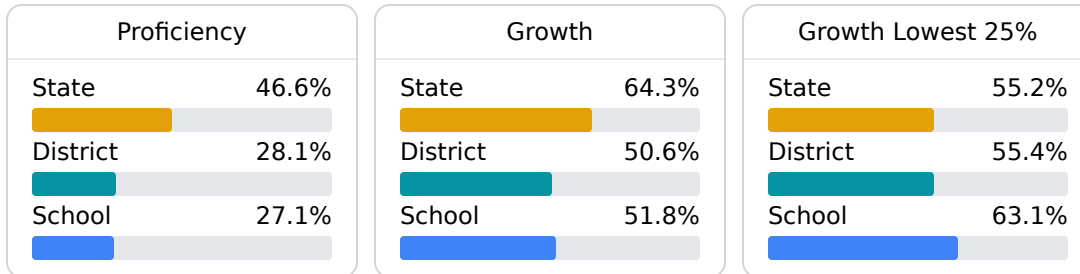 Proficiency
State 46.6%
District 28.1%
School 27.1%
Growth
State 64.3%
District 50.6%
School 51.8%
Growth Lowest 25%
State 55.2%
District 55.4%
School 63.1%